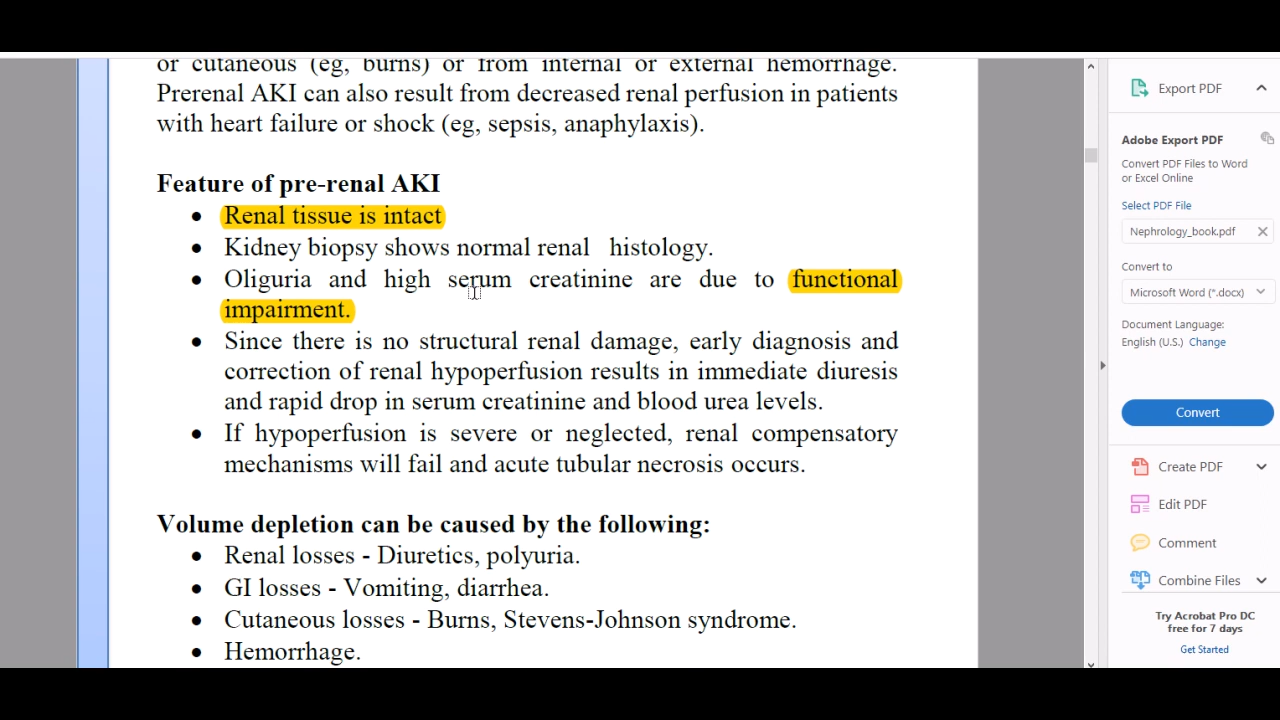 or cutaneous (eg, burns) or from internal or external hemorrhage.
Prerenal AKI can also result from decreased renal perfusion in patients
with heart failure or shock (eg, sepsis, anaphylaxis).
Feature of pre-renal AKI
• Renal tissue is intact
• Kidney biopsy shows normal renal histology.
• Oliguria and high serum creatinine are due to functional
impairment.
• Since there is no structural renal damage, early diagnosis and
correction of renal hypoperfusion results in immediate diuresis
and rapid drop in serum creatinine and blood urea levels.
• If hypoperfusion is severe or neglected, renal compensatory
mechanisms will fail and acute tubular necrosis occurs.
Volume depletion can be caused by the following:
• Renal losses - Diuretics, polyuria.
• GI losses - Vomiting, diarrhea.
• Cutaneous losses - Burns, Stevens-Johnson syndrome.
• Hemorrhage.
Export PDF
Adobe Export PDF
Convert PDF Files to Word
or Excel Online
Select PDF File
Nephrology_book.pdf
Convert to
Microsoft Word (*.docx)
Document Language:
English (U.S.) Change
Convert
Create PDF
Edit PDF
Comment
Combine Files
Try Acrobat Pro DC
free for 7 days
Get Started